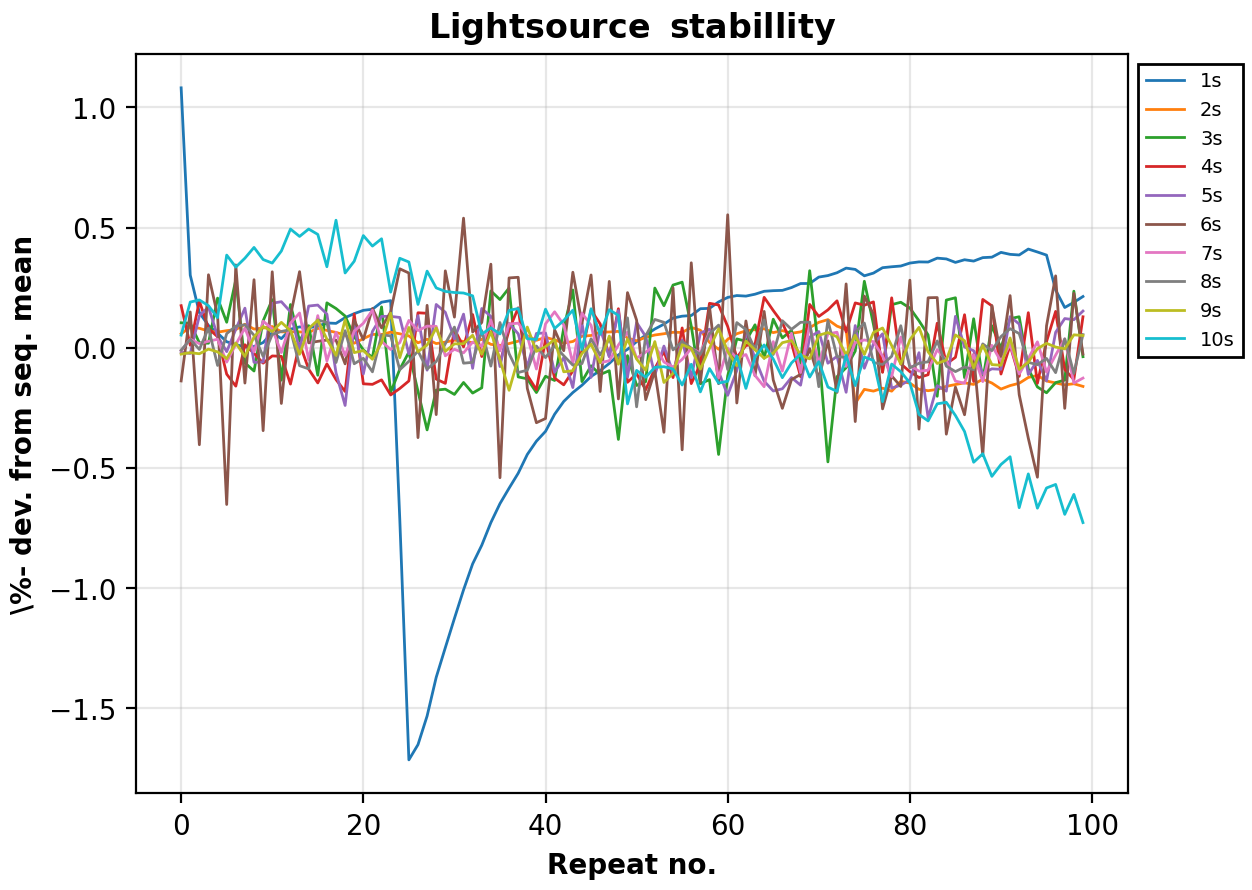 Lightsource stabillity
\%- dev. from seq. mean
1.0
0.5
0.0
−0.5
−1.0
−1.5
0 20 40 60 80 100
Repeat no.
1s
2s
3s
4s
5s
6s
7s
8s
9s
10s